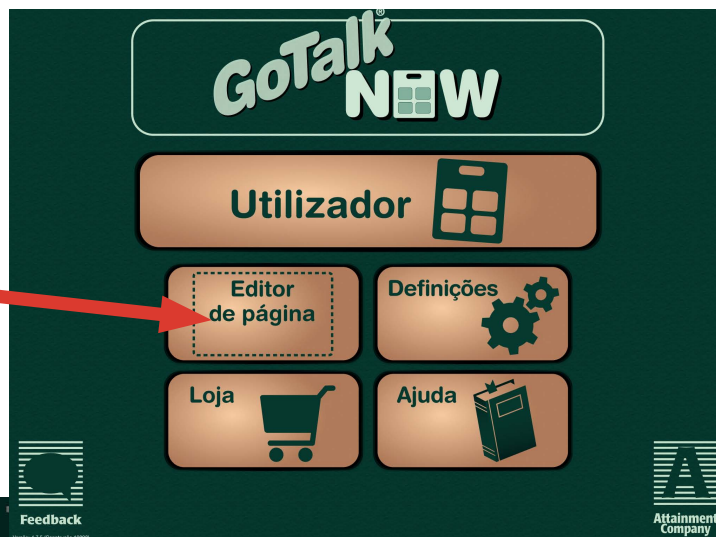 GoTalk®
NOW
Utilizador
Editor
de página
Definições
Loja
Ajuda
Feedback
Attainment
Company